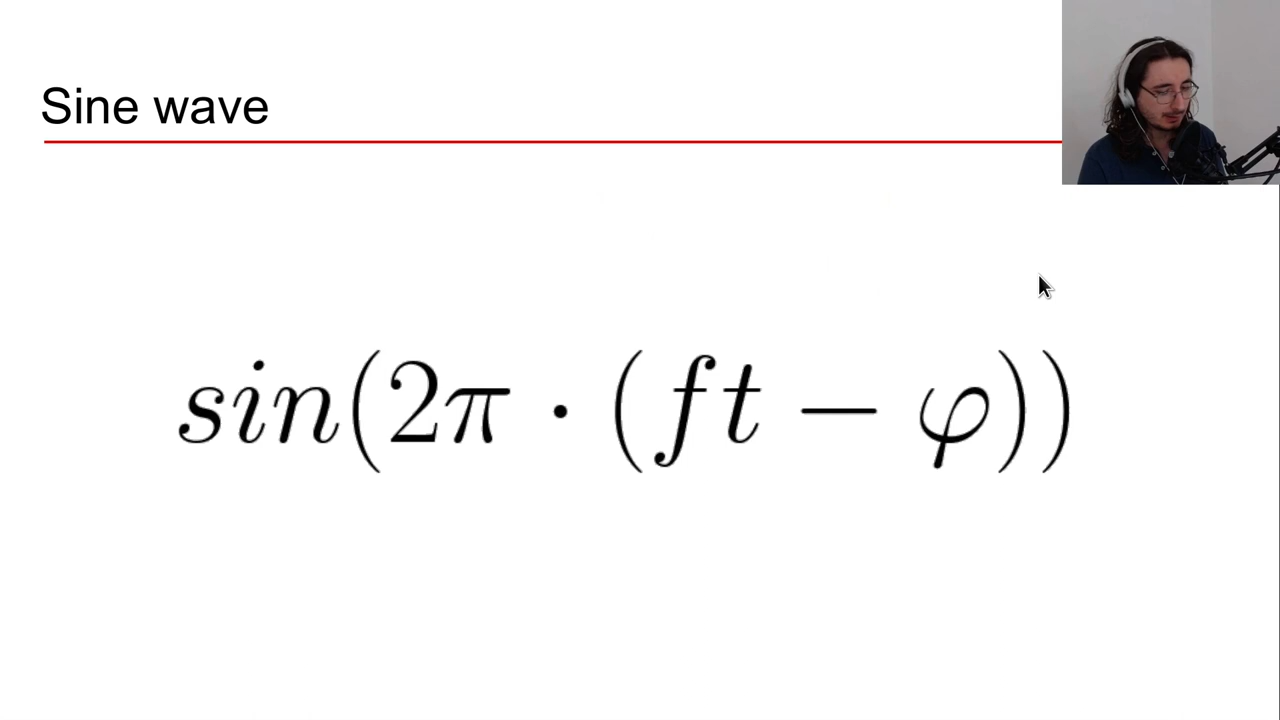 Sine wave
sin(2π · (ft − φ))